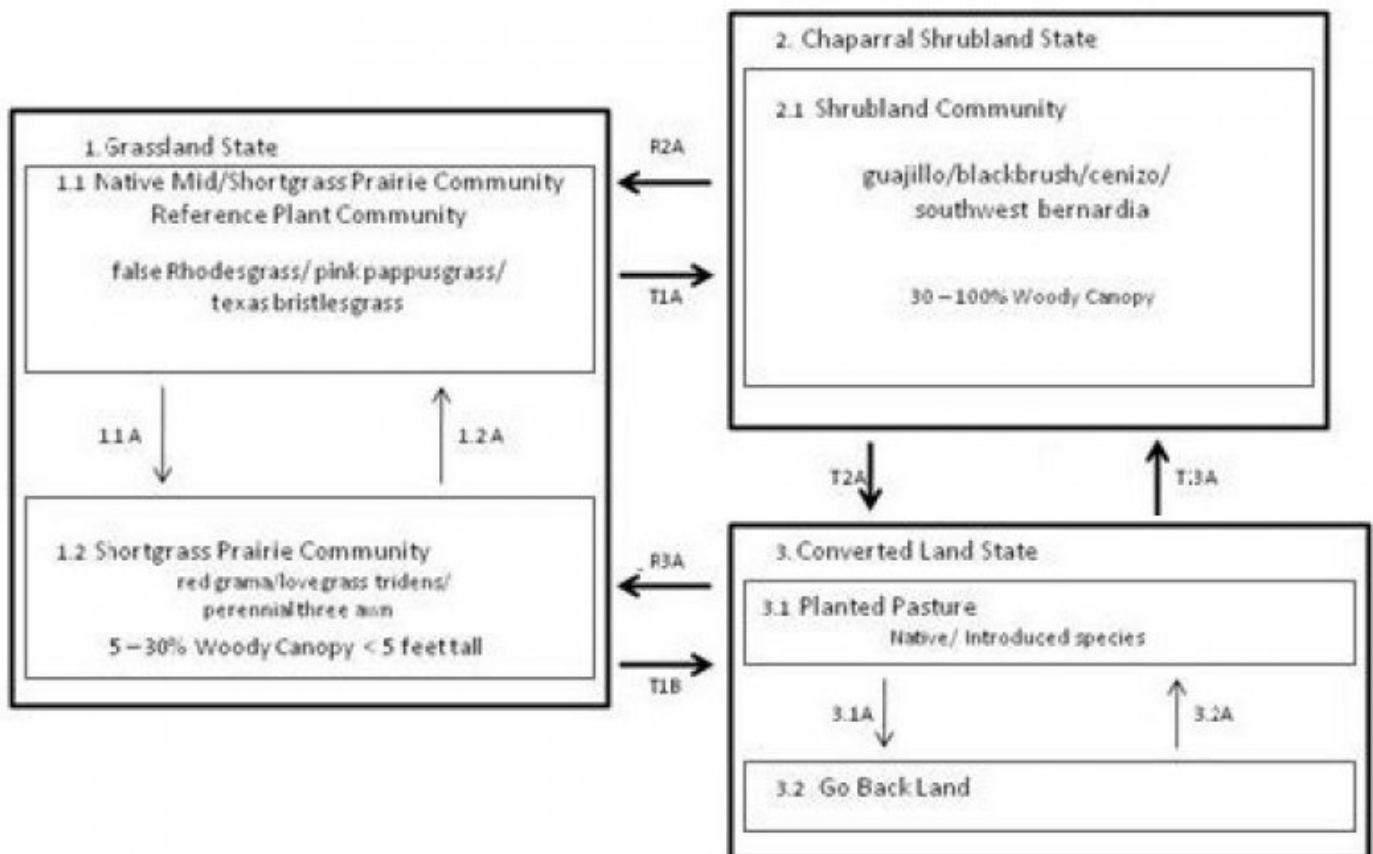 1. Grassland State
1.1 Native Mid/Shortgrass Prairie Community
Reference Plant Community
false Rhodesgrass/ pink pappusgrass/
texas bristlesgrass
1.1A
1.2A
1.2 Shortgrass Prairie Community
red grama/lovegrass tridens/
perennial three awn
5 – 30% Woody Canopy < 5 feet tall
R2A
T1A
R3A
T1B
2. Chaparral Shrubland State
2.1 Shrubland Community
guajillo/blackbrush/cenizo/
southwest bernardia
30 – 100% Woody Canopy
T2A
T3A
3. Converted Land State
3.1 Planted Pasture
Native/ Introduced species
3.1A
3.2A
3.2 Go Back Land